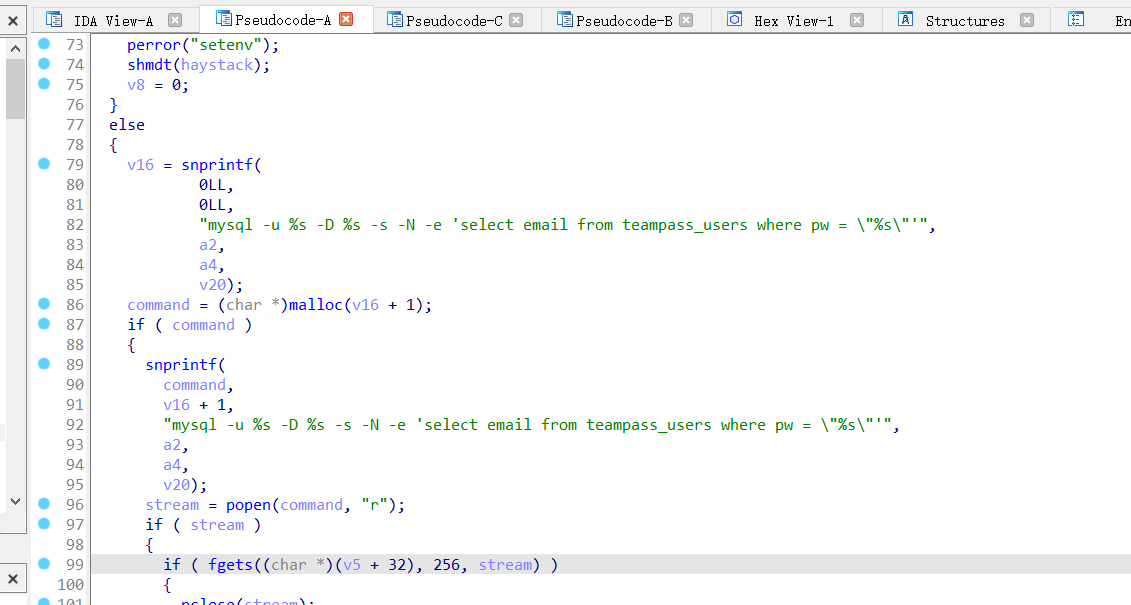 IDA View-A Pseudocode-A Pseudocode-C Pseudocode-B Hex View-1 Structures En
73 perror("setenv");
74 shmdt(haystack);
75 v8 = 0;
76 }
77 else
78 {
79 v16 = snprintf(
80 0LL,
81 0LL,
82 "mysql -u %s -D %s -s -N -e 'select email from teampass_users where pw = \"%s\"'",
83 a2,
84 a4,
85 v20);
86 command = (char *)malloc(v16 + 1);
87 if ( command )
88 {
89 snprintf(
90 command,
91 v16 + 1,
92 "mysql -u %s -D %s -s -N -e 'select email from teampass_users where pw = \"%s\"'",
93 a2,
94 a4,
95 v20);
96 stream = popen(command, "r");
97 if ( stream )
98 {
99 if ( fgets((char *)(v5 + 32), 256, stream) )
100 {
101 pclose(stream);